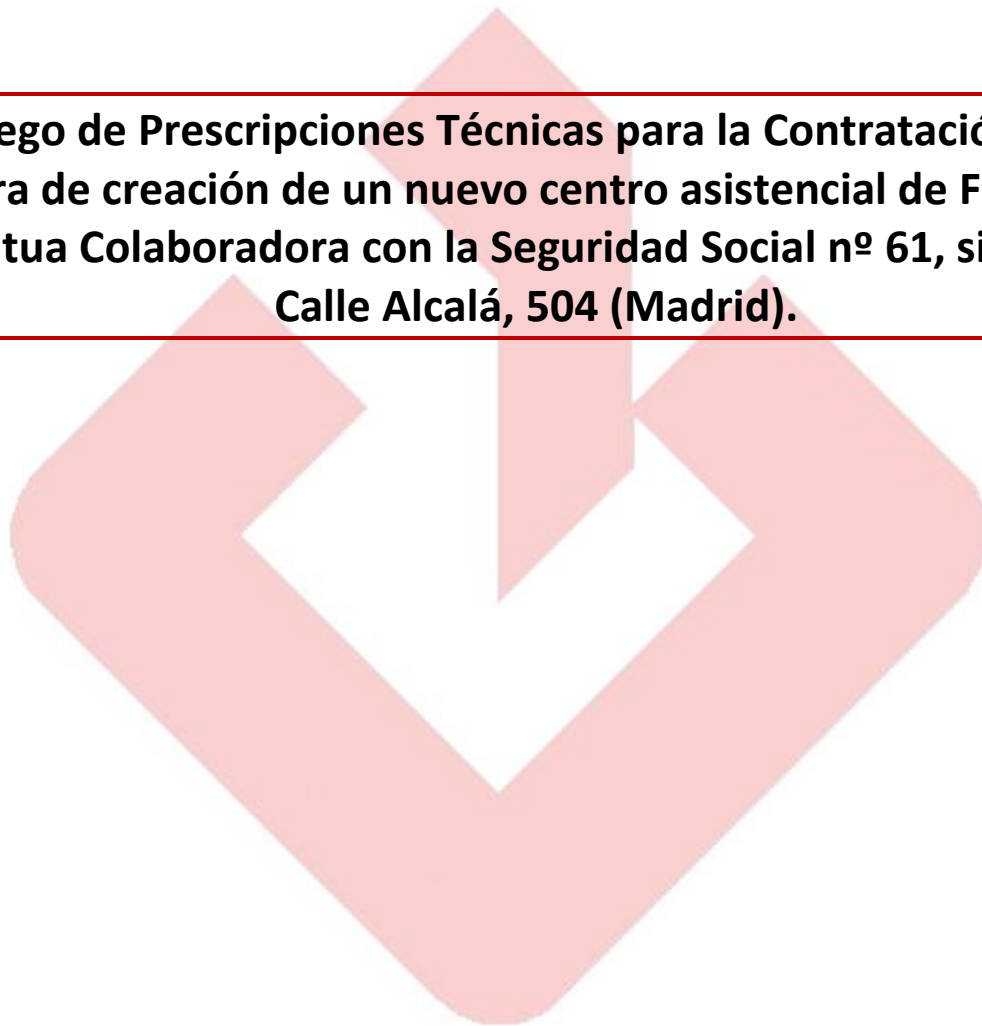 ego de Prescripciones Técnicas para la Contratació
ra de creación de un nuevo centro asistencial de F
tua Colaboradora con la Seguridad Social nº 61, si
Calle Alcalá, 504 (Madrid).